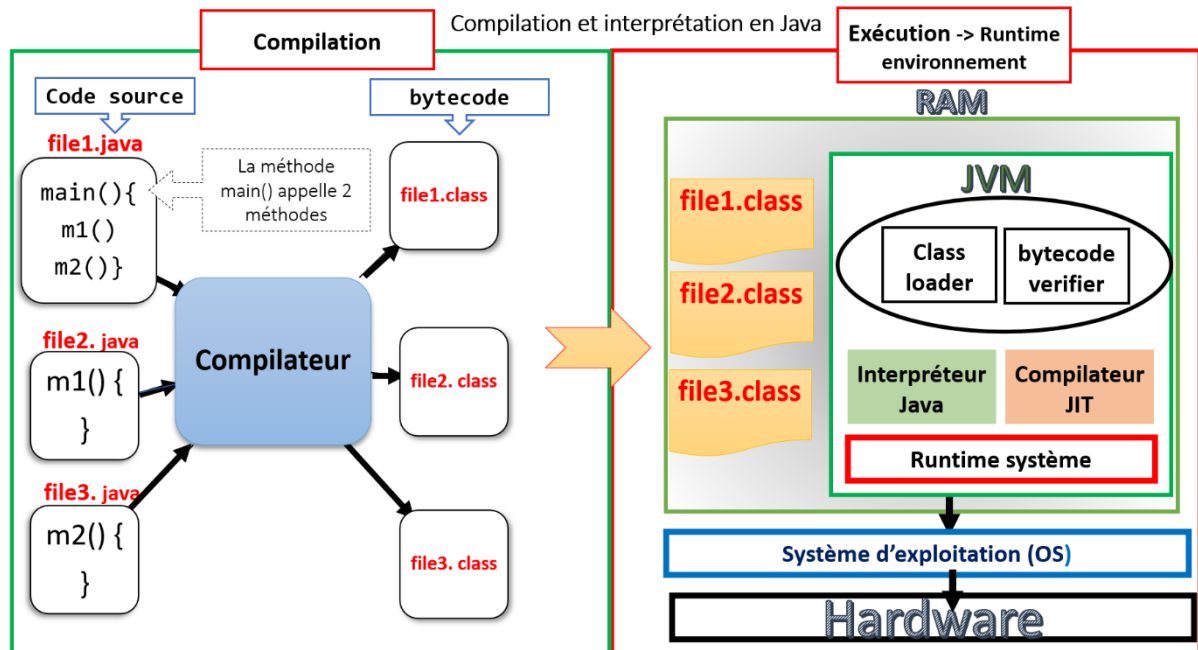 Compilation et interprétation en Java
Compilation
Code source
bytecode
file1.java
main(){
m1()
m2()}
La méthode
main() appelle 2
méthodes
file1.class
file2. java
m1() {
}
Compilateur
file2. class
file3. java
m2() {
}
file3. class
Exécution -> Runtime
environnement
RAM
file1.class
file2.class
file3.class
JVM
Class
loader
bytecode
verifier
Interpréteur
Java
Compilateur
JIT
Runtime système
Système d’exploitation (OS)
Hardware